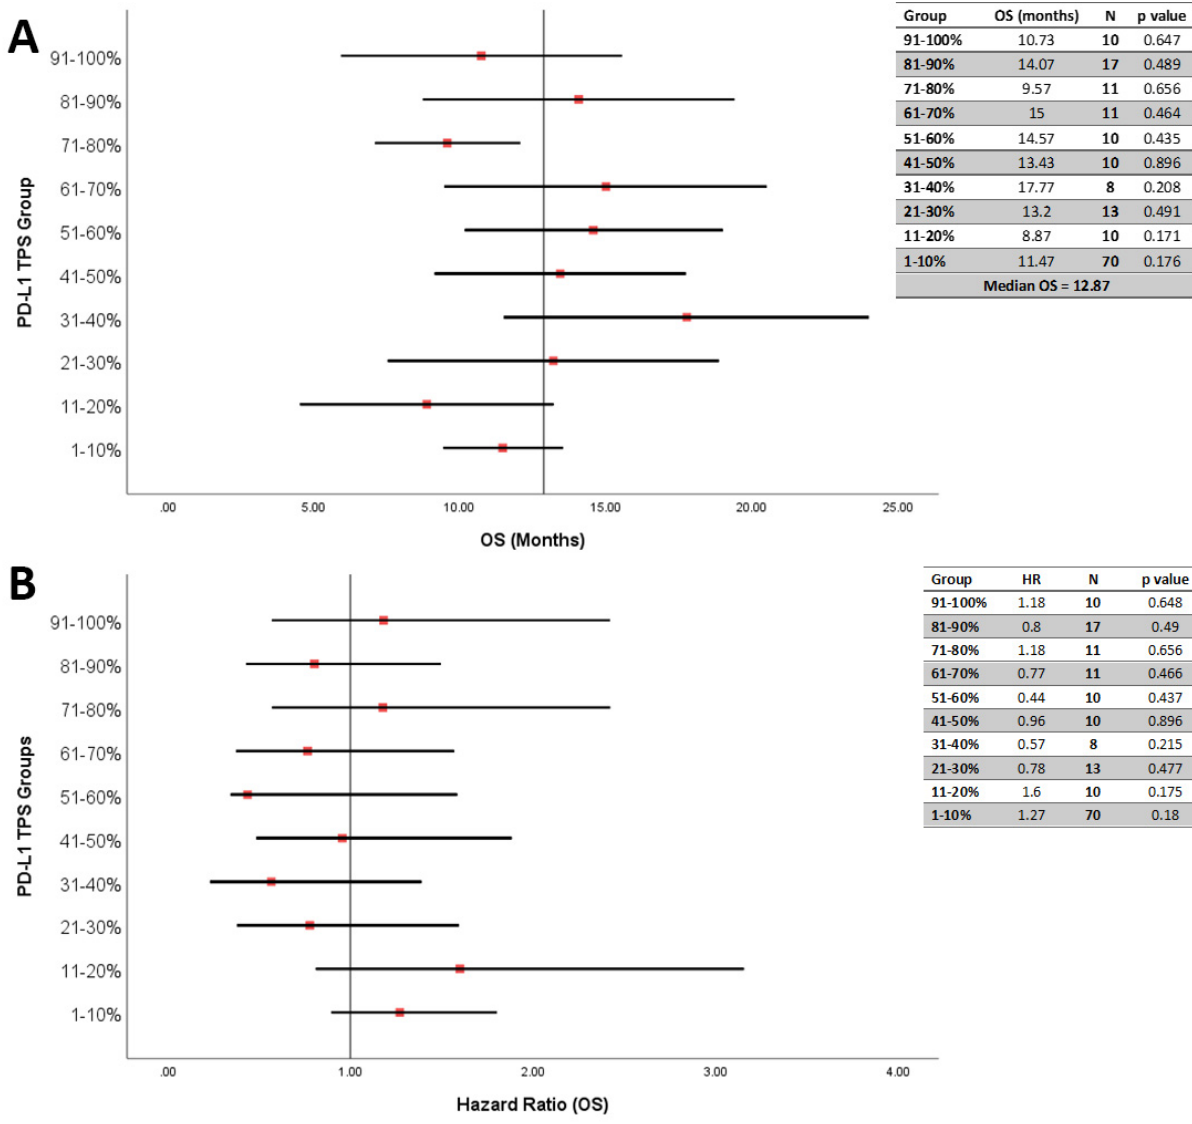 A
Group OS (months) N p value
91-100% 10.73 10 0.647
81-90% 14.07 17 0.489
71-80% 9.57 11 0.656
61-70% 15 11 0.464
51-60% 14.57 10 0.435
41-50% 13.43 10 0.896
31-40% 17.77 8 0.208
21-30% 13.2 13 0.491
11-20% 8.87 10 0.171
1-10% 11.47 70 0.176
Median OS = 12.87
PD-L1 TPS Group
91-100%
81-90%
71-80%
61-70%
51-60%
41-50%
31-40%
21-30%
11-20%
1-10%
.00 5.00 10.00 15.00 20.00 25.00
OS (Months)
B
Group HR N p value
91-100% 1.18 10 0.648
81-90% 0.8 17 0.49
71-80% 1.18 11 0.656
61-70% 0.77 11 0.466
51-60% 0.44 10 0.437
41-50% 0.96 10 0.896
31-40% 0.57 8 0.215
21-30% 0.78 13 0.477
11-20% 1.6 10 0.175
1-10% 1.27 70 0.18
PD-L1 TPS Groups
91-100%
81-90%
71-80%
61-70%
51-60%
41-50%
31-40%
21-30%
11-20%
1-10%
.00 1.00 2.00 3.00 4.00
Hazard Ratio (OS)